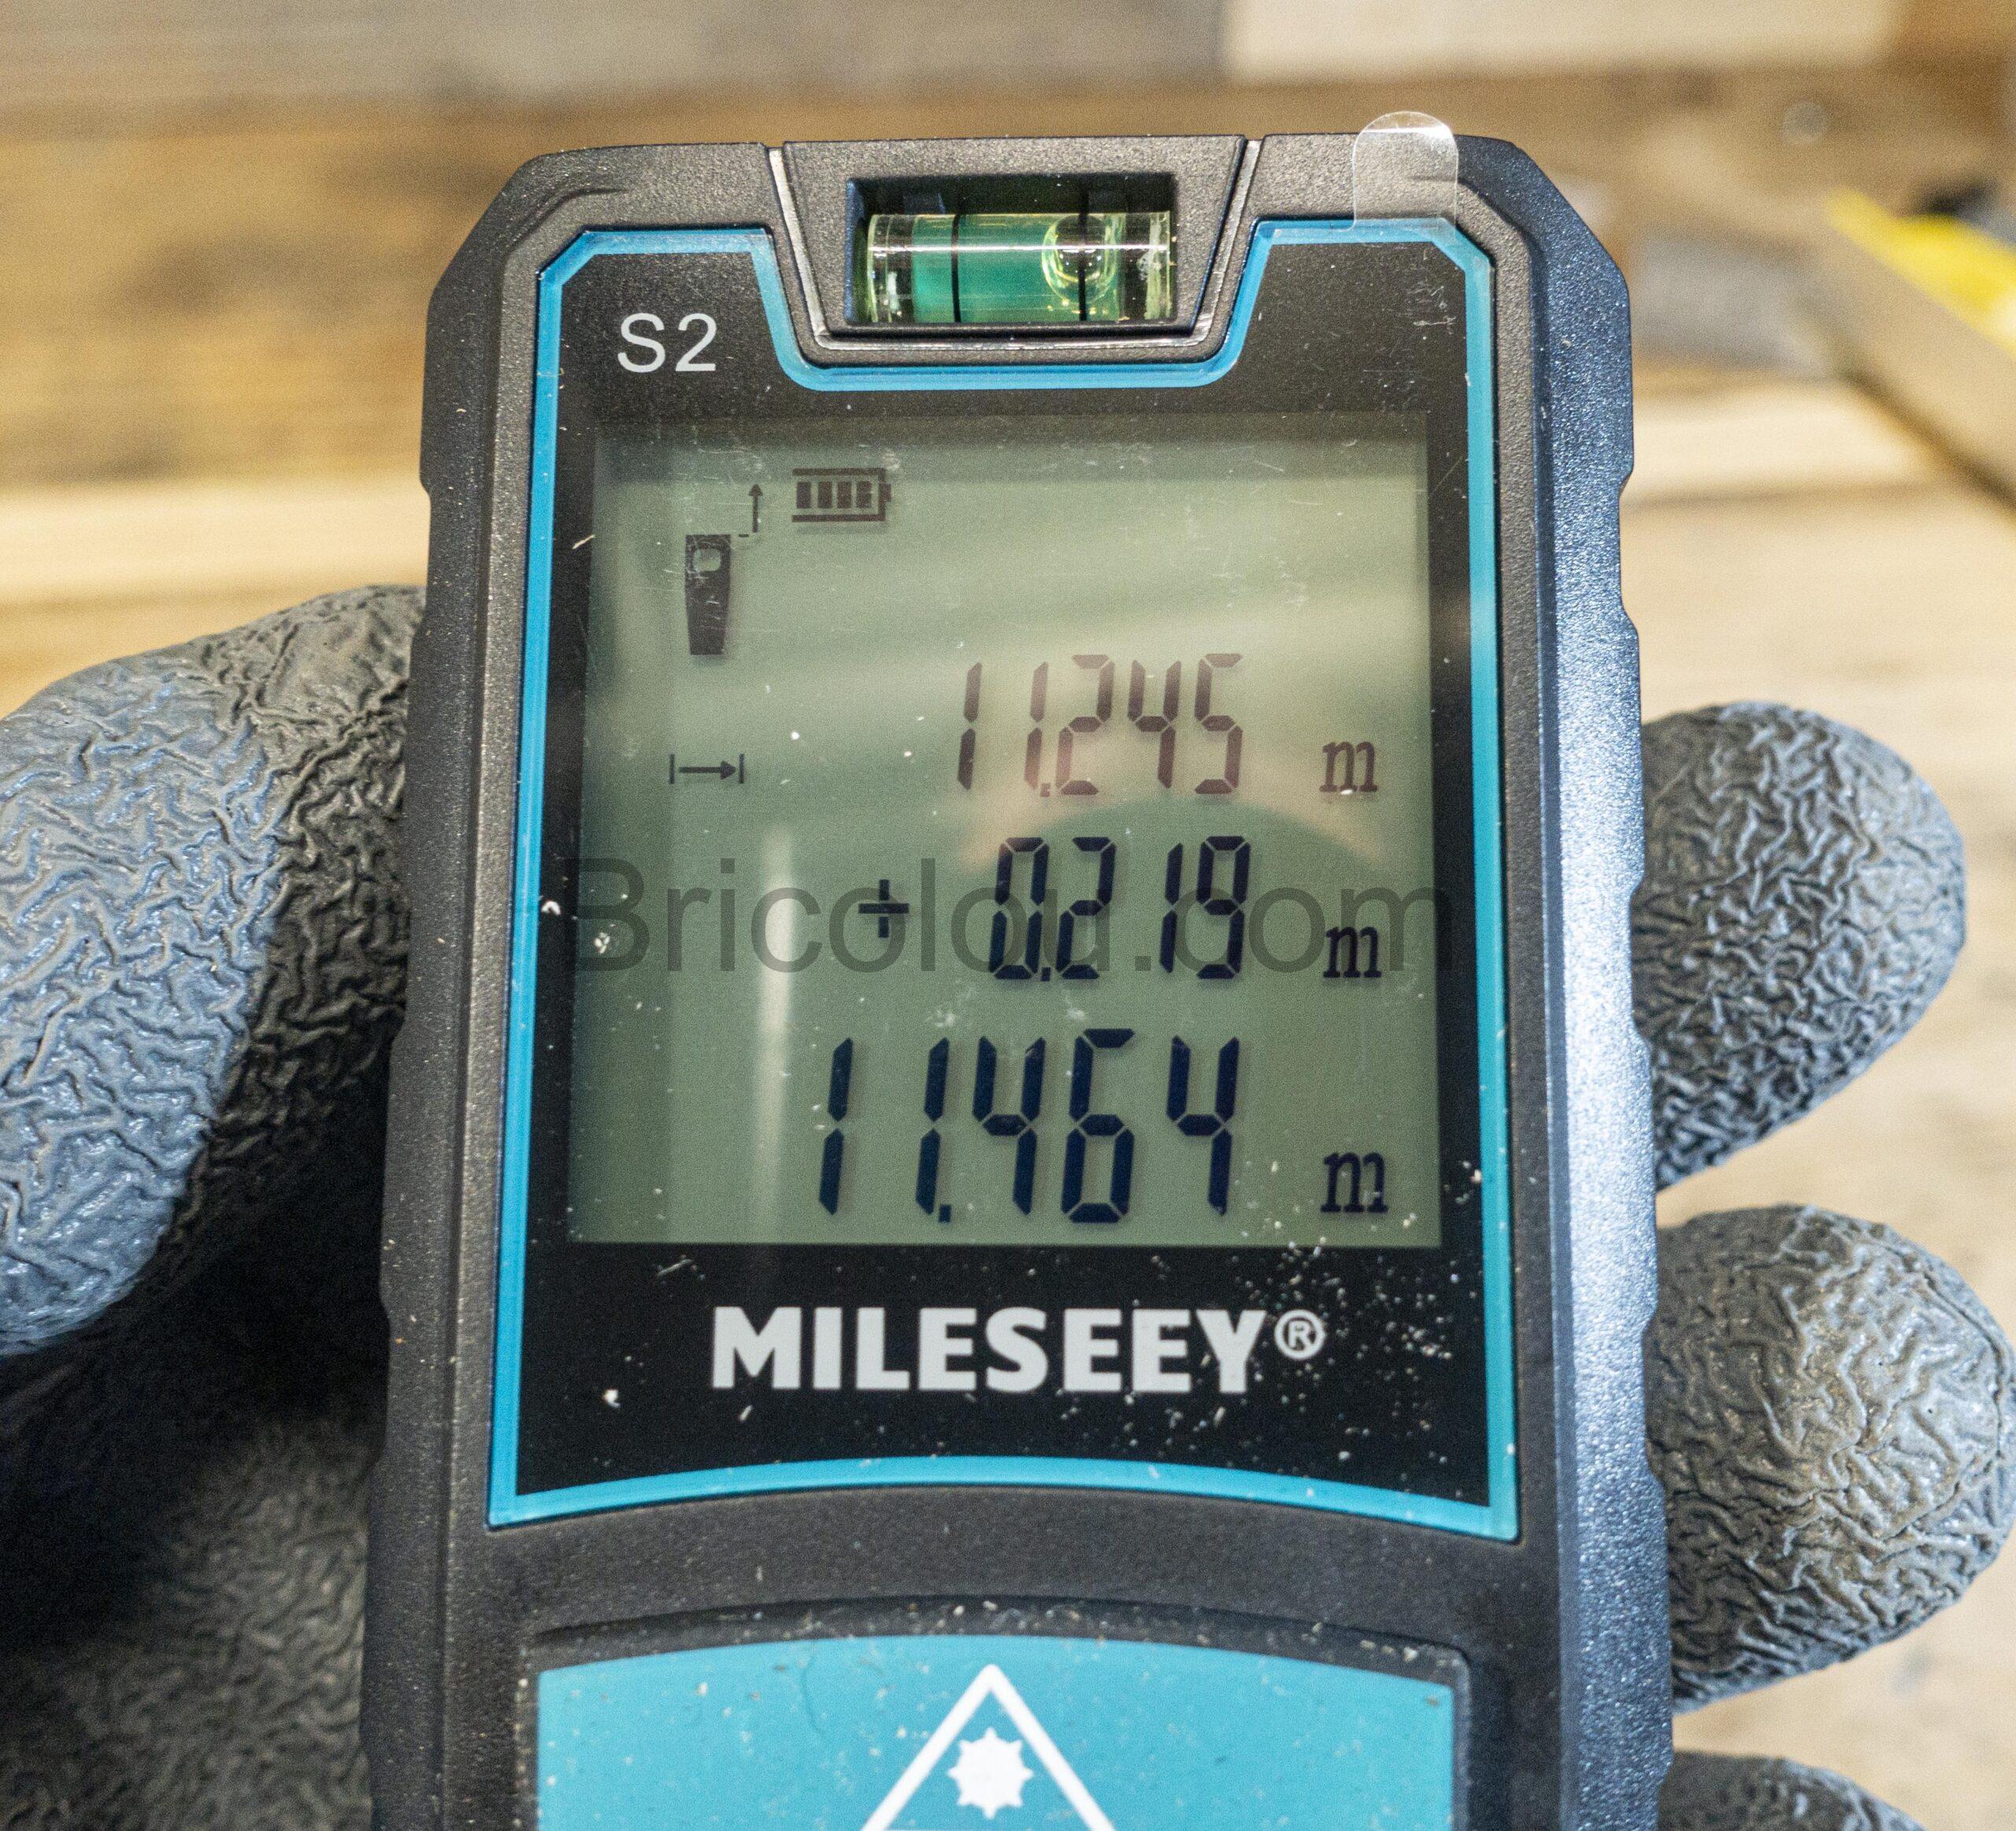 S2
11.245 m
+ 0.219 m
Bricolou.com
11.464 m
MILESEEY®